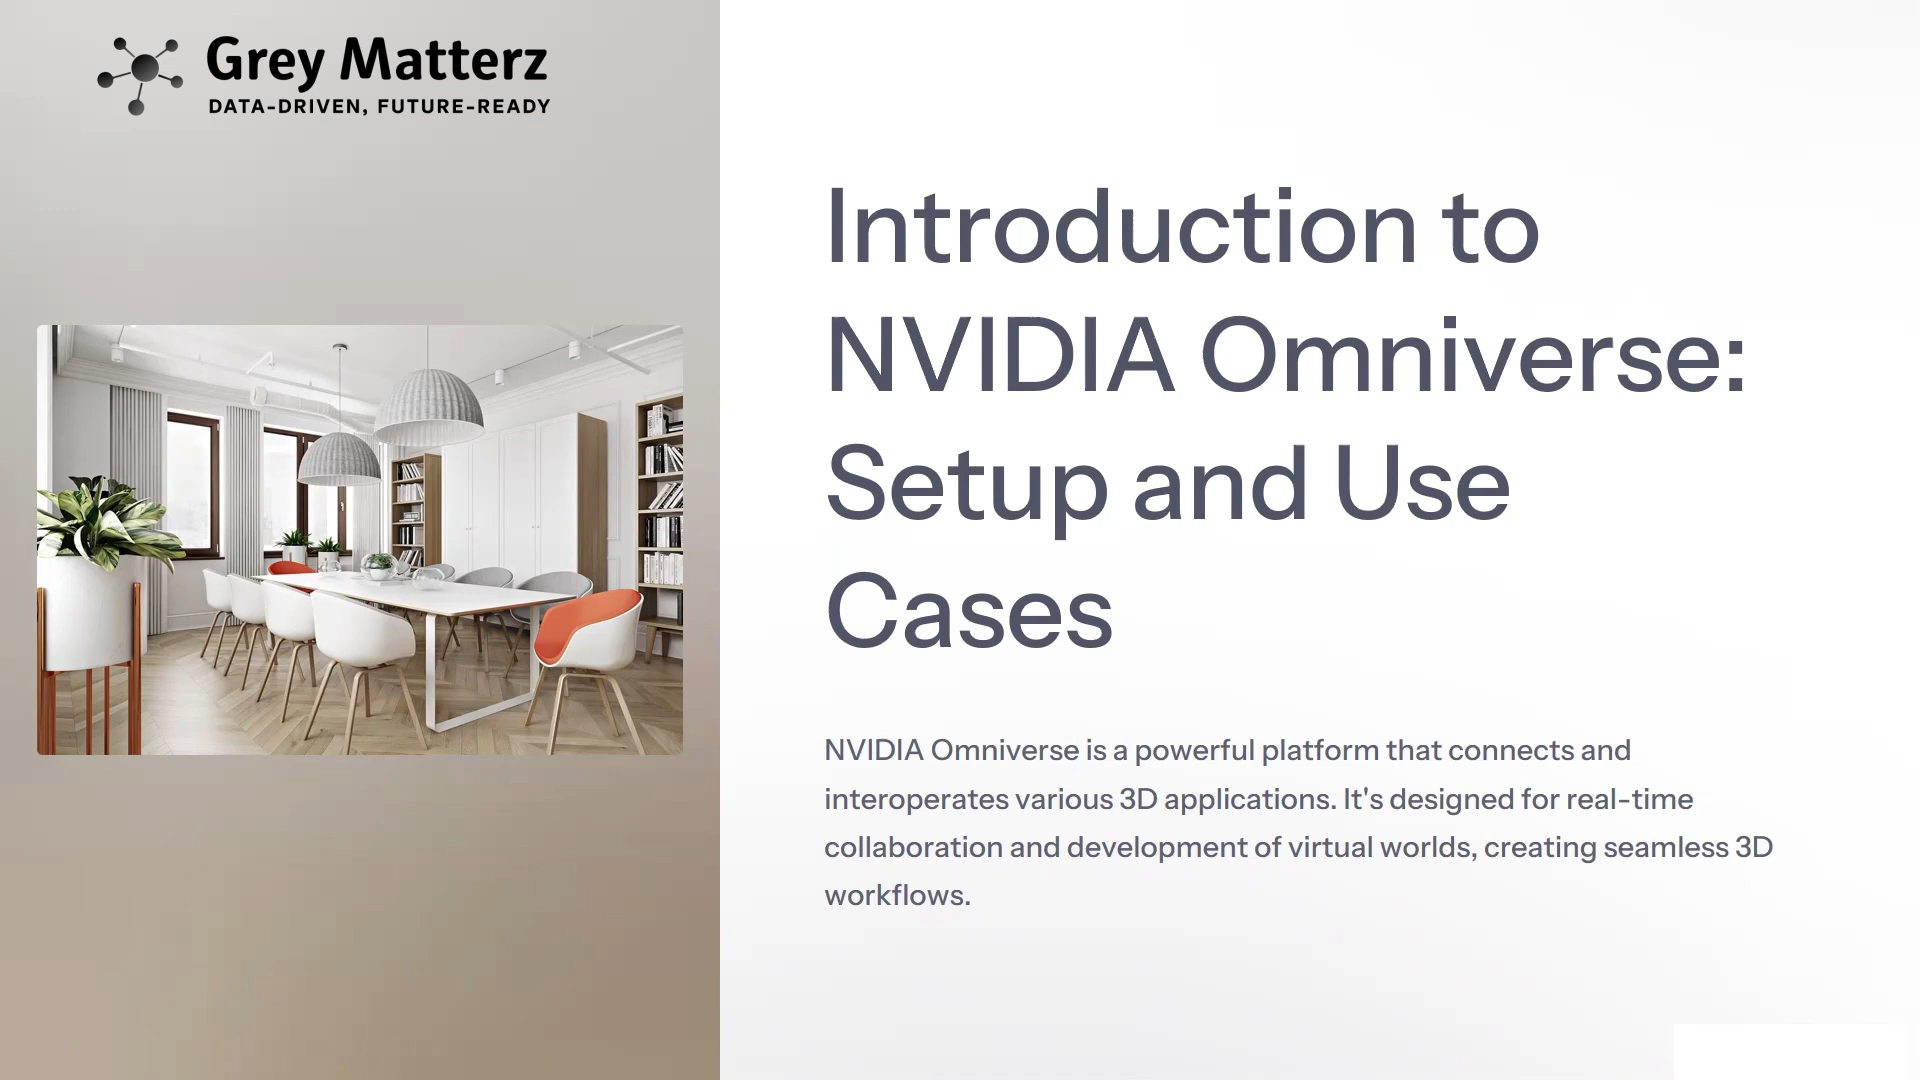 Grey Matterz
DATA-DRIVEN, FUTURE-READY
Introduction to
NVIDIA Omniverse:
Setup and Use
Cases
NVIDIA Omniverse is a powerful platform that connects and
interoperates various 3D applications. It's designed for real-time
collaboration and development of virtual worlds, creating seamless 3D
workflows.